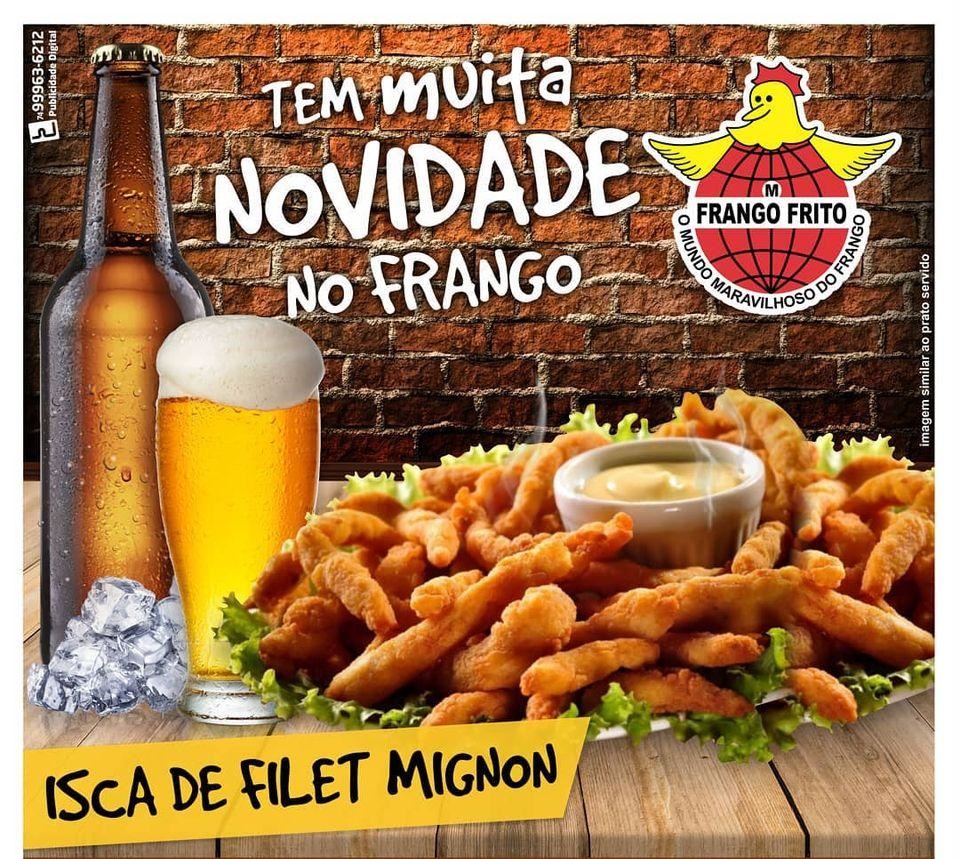 74 99963-6212
Publicidade Digital
TEM muita
NOVIDADE
NO FRANGO
M
FRANGO FRITO
O MUNDO MARAVILHOSO DO FRANGO
imagem similar ao prato servido
ISCA DE FILET MIGNON